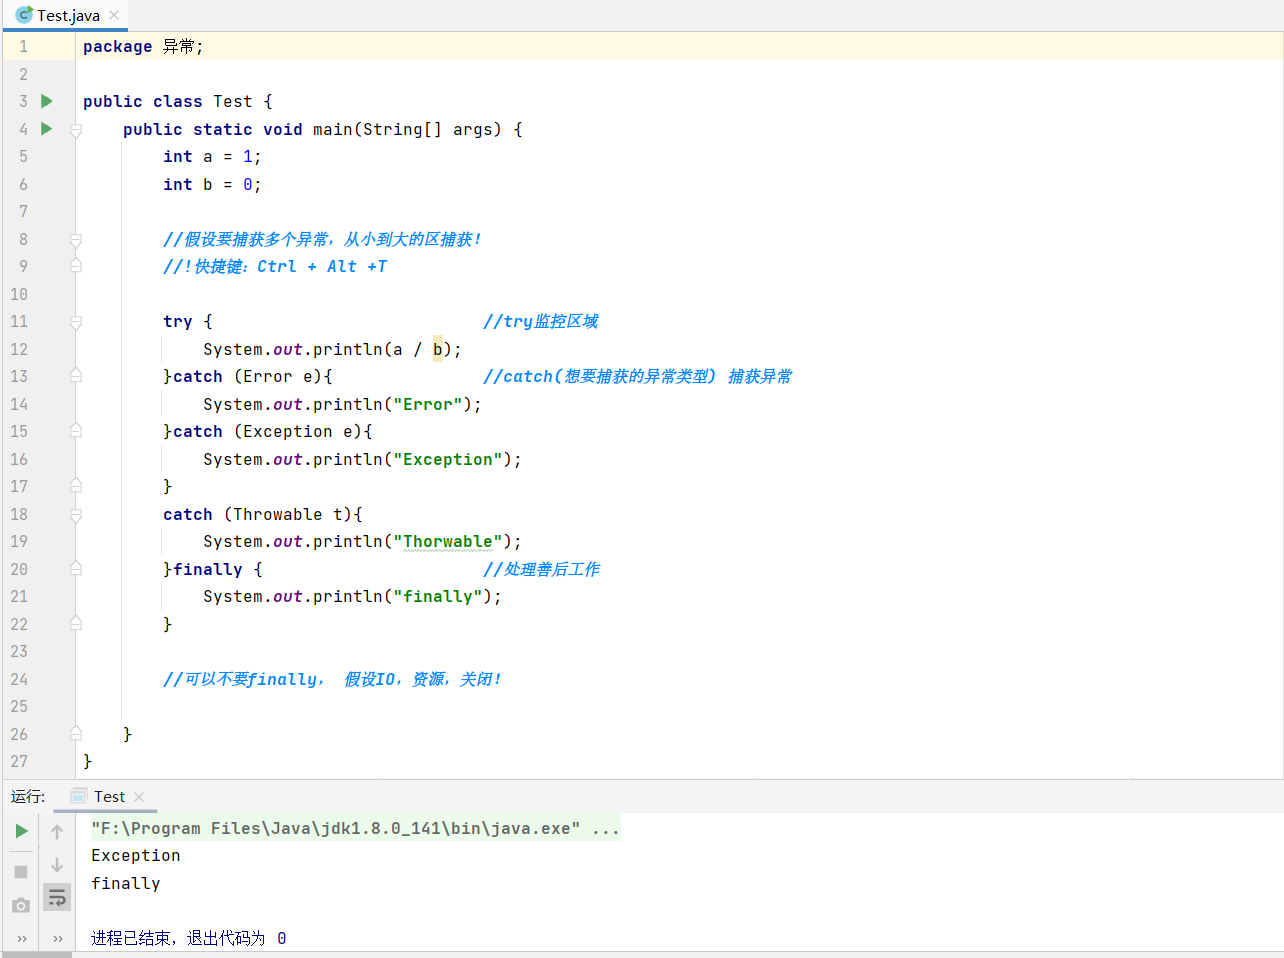 Test.java
1 package 异常;
2
3 public class Test {
4 public static void main(String[] args) {
5 int a = 1;
6 int b = 0;
7
8 //假设要捕获多个异常，从小到大的区捕获！
9 //!快捷键：Ctrl + Alt +T
10
11 try { //try监控区域
12 System.out.println(a / b);
13 }catch (Error e){ //catch(想要捕获的异常类型) 捕获异常
14 System.out.println("Error");
15 }catch (Exception e){
16 System.out.println("Exception");
17 }
18 catch (Throwable t){
19 System.out.println("Thorwable");
20 }finally { //处理善后工作
21 System.out.println("finally");
22 }
23
24 //可以不要finally， 假设IO，资源，关闭！
25
26 }
27 }
运行: Test
"F:\Program Files\Java\jdk1.8.0_141\bin\java.exe" ...
Exception
finally
进程已结束，退出代码为 0